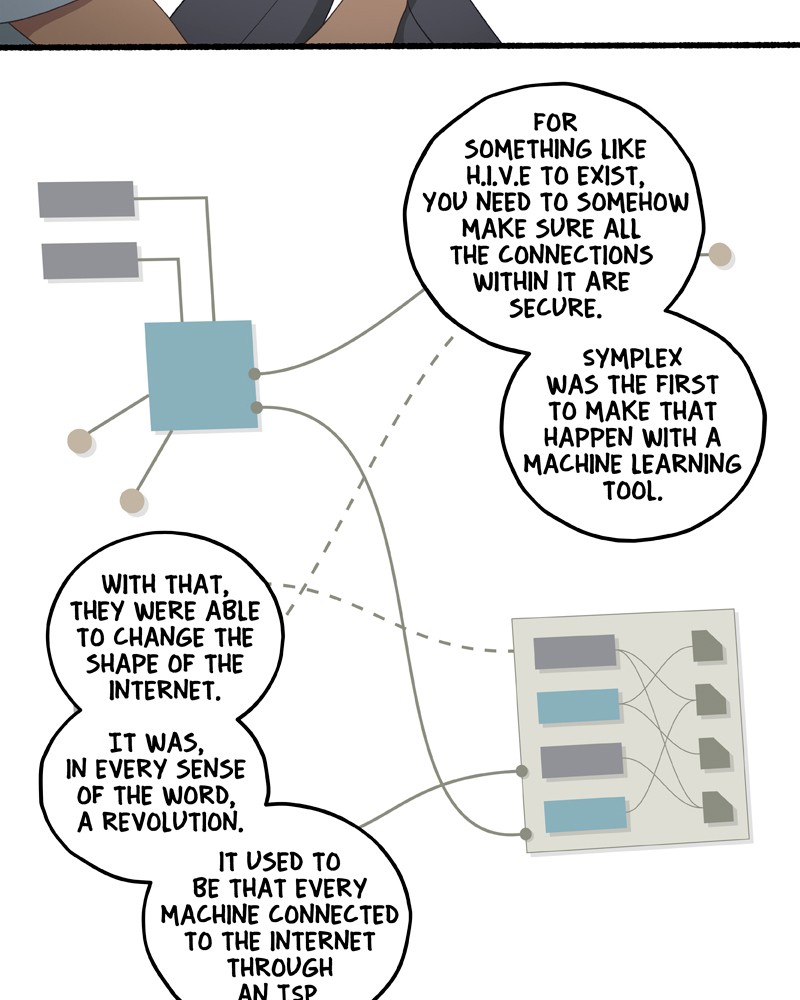 FOR
SOMETHING LIKE
H.I.V.E TO EXIST,
YOU NEED TO SOMEHOW
MAKE SURE ALL
THE CONNECTIONS
WITHIN IT ARE
SECURE.
SYMPLEX
WAS THE FIRST
TO MAKE THAT
HAPPEN WITH A
MACHINE LEARNING
TOOL.
WITH THAT,
THEY WERE ABLE
TO CHANGE THE
SHAPE OF THE
INTERNET.
IT WAS,
IN EVERY SENSE
OF THE WORD,
A REVOLUTION.
IT USED TO
BE THAT EVERY
MACHINE CONNECTED
TO THE INTERNET
THROUGH
AN ISP